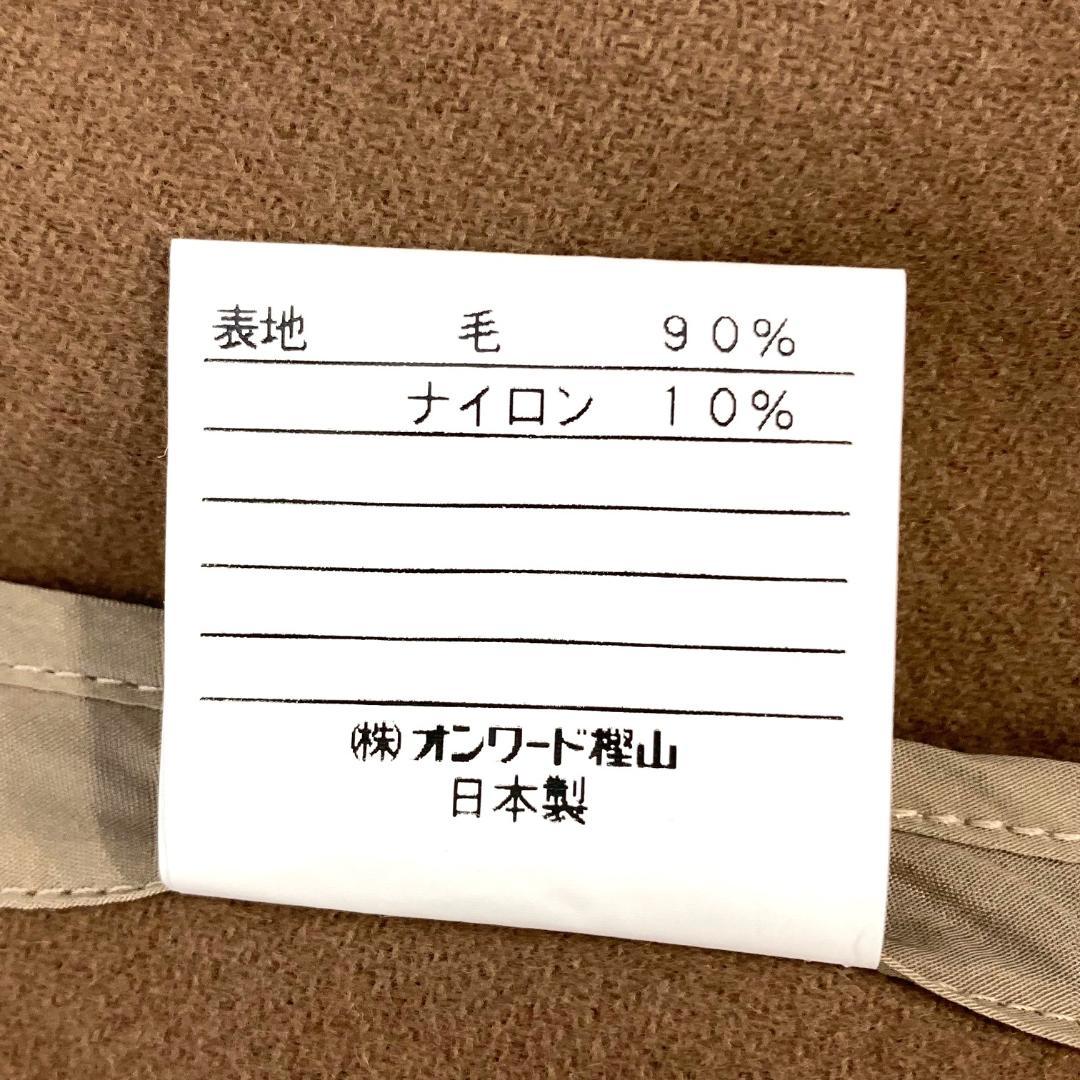 表地 毛 90%
ナイロン 10%
㈱オンワード樫山
日本製